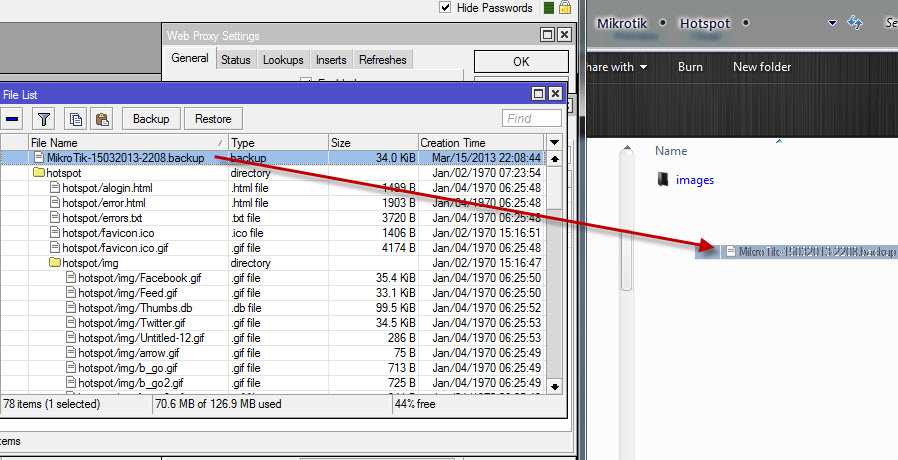 Hide Passwords
Web Proxy Settings
General Status Lookups Inserts Refreshes
OK
File List
Backup Restore Find
File Name Type Size Creation Time
MikroTik-15032013-2208.backup backup 34.0 KiB Mar/15/2013 22:08:44
hotspot directory Jan/02/1970 07:23:54
hotspot/alogin.html .html file 1499 B Jan/04/1970 06:25:48
hotspot/error.html .html file 1903 B Jan/04/1970 06:25:48
hotspot/errors.txt .txt file 3720 B Jan/04/1970 06:25:48
hotspot/favicon.ico .ico file 1406 B Jan/02/1970 15:16:51
hotspot/favicon.ico.gif .gif file 4174 B Jan/04/1970 06:25:48
hotspot/img directory Jan/02/1970 15:16:47
hotspot/img/Facebook.gif .gif file 35.4 KiB Jan/04/1970 06:25:50
hotspot/img/Feed.gif .gif file 33.1 KiB Jan/04/1970 06:25:50
hotspot/img/Thumbs.db .db file 99.5 KiB Jan/04/1970 06:25:52
hotspot/img/Twitter.gif .gif file 34.5 KiB Jan/04/1970 06:25:53
hotspot/img/Untitled-12.gif .gif file 286 B Jan/04/1970 06:25:53
hotspot/img/arrow.gif .gif file 75 B Jan/04/1970 06:25:49
hotspot/img/b_go.gif .gif file 713 B Jan/04/1970 06:25:49
hotspot/img/b_go2.gif .gif file 725 B Jan/04/1970 06:25:49
78 items (1 selected) 70.6 MB of 126.9 MB used 44% free
tems
Mikrotik • Hotspot • Se
hare with Burn New folder
Name
images
MikroTik-15032013-2208.backup